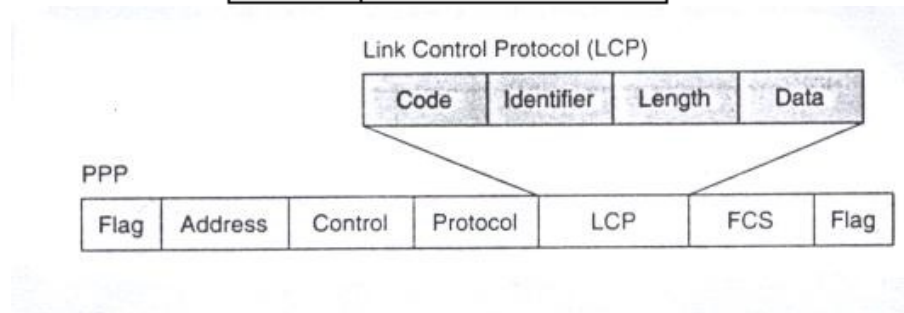 Link Control Protocol (LCP)
Code Identifier Length Data
PPP
Flag Address Control Protocol LCP FCS Flag